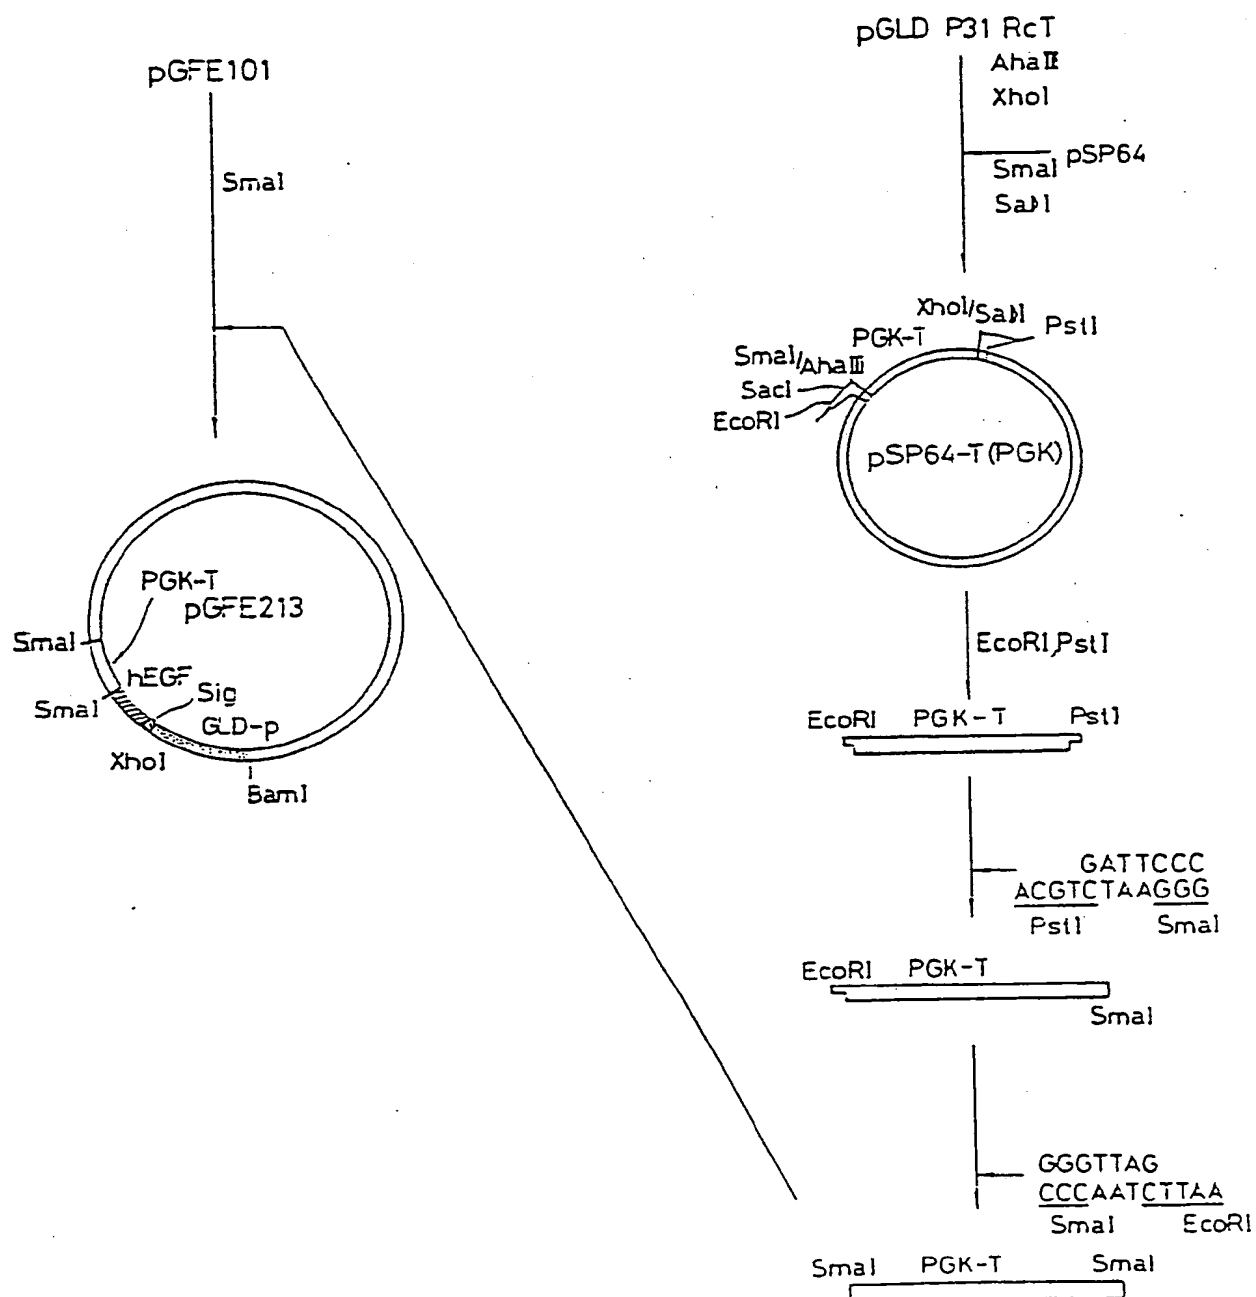 pGFE101
SmaI
PGK-T
pGFE213
SmaI
hEGF
SmaI
Sig
GLD-p
XhoI
BamI
pGLD P31 RcT
AhaIII
XhoI
pSP64
SmaI
SalI
XhoI/SalI
PstI
PGK-T
SmaI/AhaIII
SacI
EcoRI
pSP64-T(PGK)
EcoRI,PstI
EcoRI PGK-T PstI
GATTCCC
ACGTCTAAGGG
PstI SmaI
EcoRI PGK-T
SmaI
GGGTTAG
CCCAATCTTAA
SmaI EcoRI
SmaI PGK-T SmaI